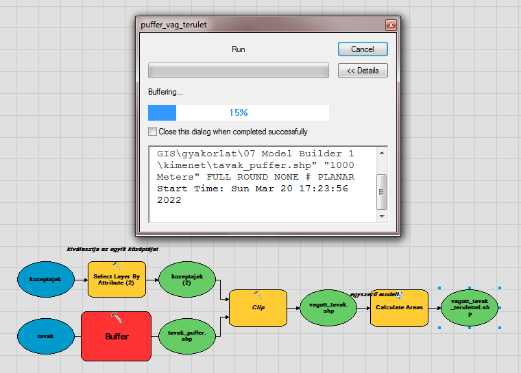 puffer_vag_terulet
Run
Cancel
<< Details
Buffering...
15%
Close this dialog when completed successfully
GIS\gyakorlat\07 Model Builder 1
\kimenet\tavak_puffer.shp" "1000
Meters" FULL ROUND NONE # PLANAR
Start Time: Sun Mar 20 17:23:56
2022
kiválasztja az egyik középtájat
kozeptajak
Select Layer By
Attribute (2)
kozeptajak
(2)
tavak
Buffer
tavak_puffer.
shp
Clip
vagott_tavak.
shp
egyszerű modell
Calculate Areas
vagott_tavak
_terulettel.sh
p